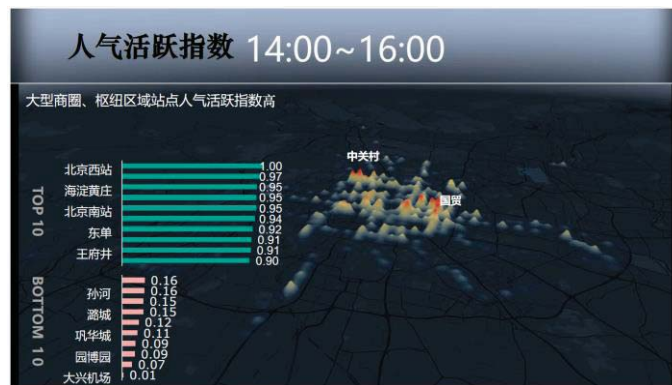 人气活跃指数 14:00~16:00
大型商圈、枢纽区域站点人气活跃指数高
中关村
国贸
TOP 10
北京西站 1.00
0.97
海淀黄庄 0.95
0.95
北京南站 0.95
0.94
东单 0.92
0.91
王府井 0.91
0.90
BOTTOM 10
0.16
孙河 0.16
0.15
潞城 0.15
0.12
巩华城 0.11
0.09
园博园 0.09
0.07
大兴机场 0.01